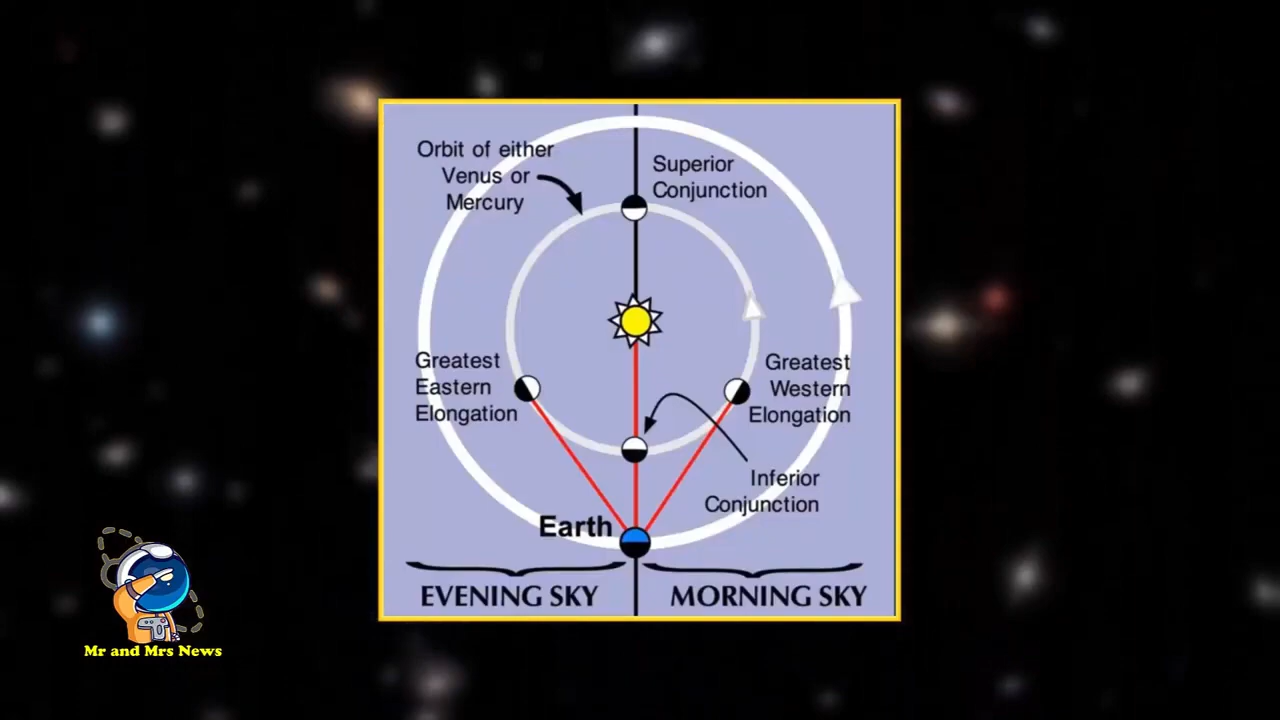 Orbit of either
Venus or
Mercury
Superior
Conjunction
Greatest
Eastern
Elongation
Greatest
Western
Elongation
Inferior
Conjunction
Earth
EVENING SKY
MORNING SKY
Mr and Mrs News